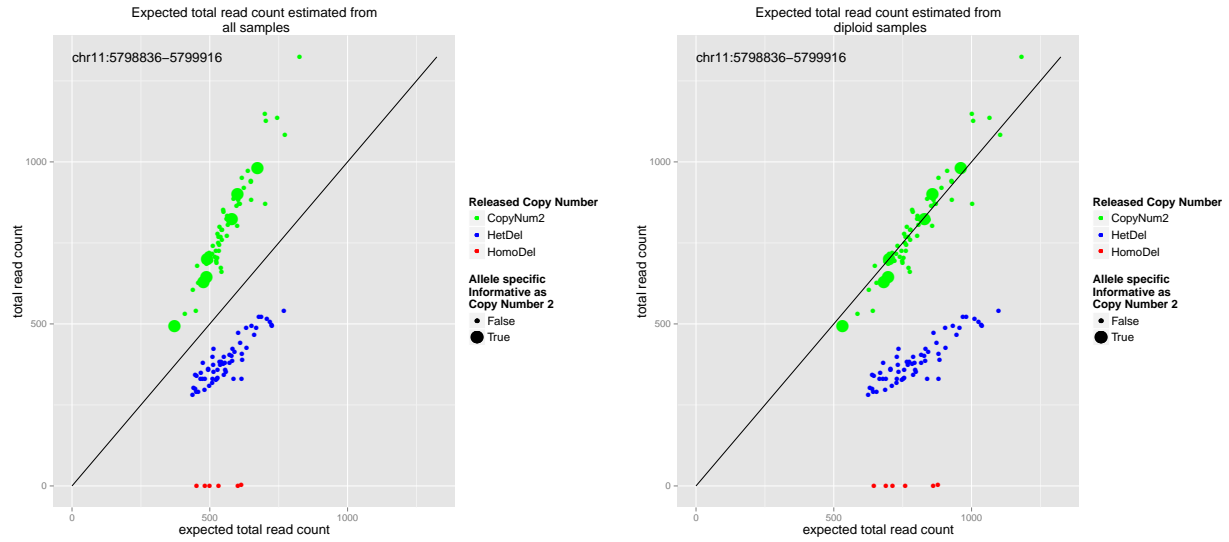 Expected total read count estimated from
all samples
chr11:5798836–5799916
total read count
1000
500
0
0
500
1000
expected total read count
Released Copy Number
CopyNum2
HetDel
HomoDel
Allele specific
Informative as
Copy Number 2
False
True
Expected total read count estimated from
diploid samples
chr11:5798836–5799916
total read count
1000
500
0
0
500
1000
expected total read count
Released Copy Number
CopyNum2
HetDel
HomoDel
Allele specific
Informative as
Copy Number 2
False
True